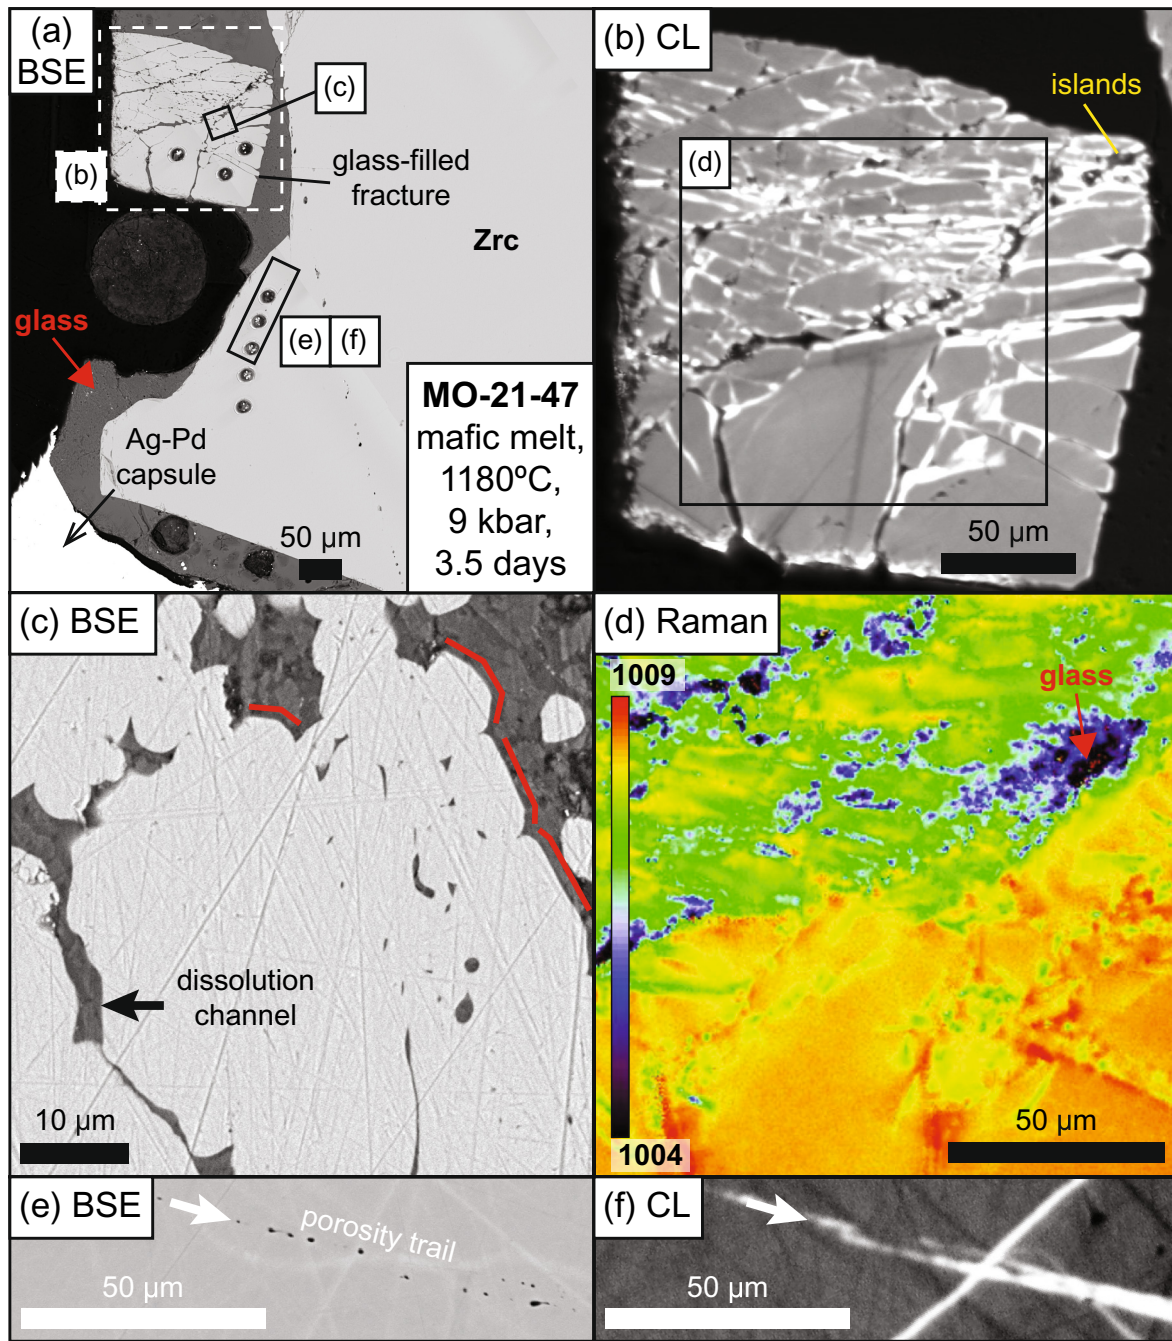 (a)
BSE
(c)
(b)
glass-filled
fracture
Zrc
glass
(e) (f)
Ag-Pd
capsule
50 µm
MO-21-47
mafic melt,
1180ºC,
9 kbar,
3.5 days
(b) CL
islands
(d)
50 µm
(c) BSE
dissolution
channel
10 µm
(d) Raman
1009
glass
1004
50 µm
(e) BSE
porosity trail
50 µm
(f) CL
50 µm